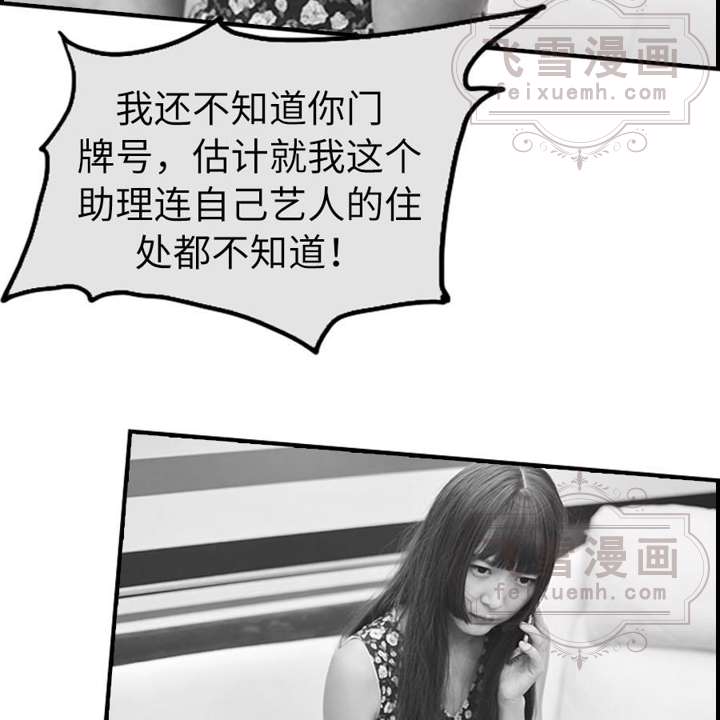 飞雪漫画
feixuemh.com
我还不知道你门
牌号，估计就我这个
助理连自己艺人的住
处都不知道！
飞雪漫画
feixuemh.com